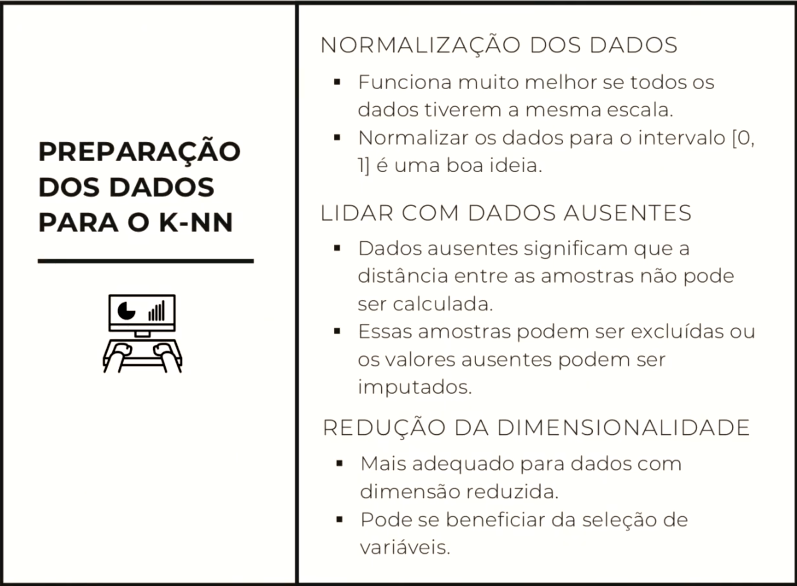 PREPARAÇÃO
DOS DADOS
PARA O K-NN
NORMALIZAÇÃO DOS DADOS
▪ Funciona muito melhor se todos os
dados tiverem a mesma escala.
▪ Normalizar os dados para o intervalo [0,
1] é uma boa ideia.
LIDAR COM DADOS AUSENTES
▪ Dados ausentes significam que a
distância entre as amostras não pode
ser calculada.
▪ Essas amostras podem ser excluídas ou
os valores ausentes podem ser
imputados.
REDUÇÃO DA DIMENSIONALIDADE
▪ Mais adequado para dados com
dimensão reduzida.
▪ Pode se beneficiar da seleção de
variáveis.